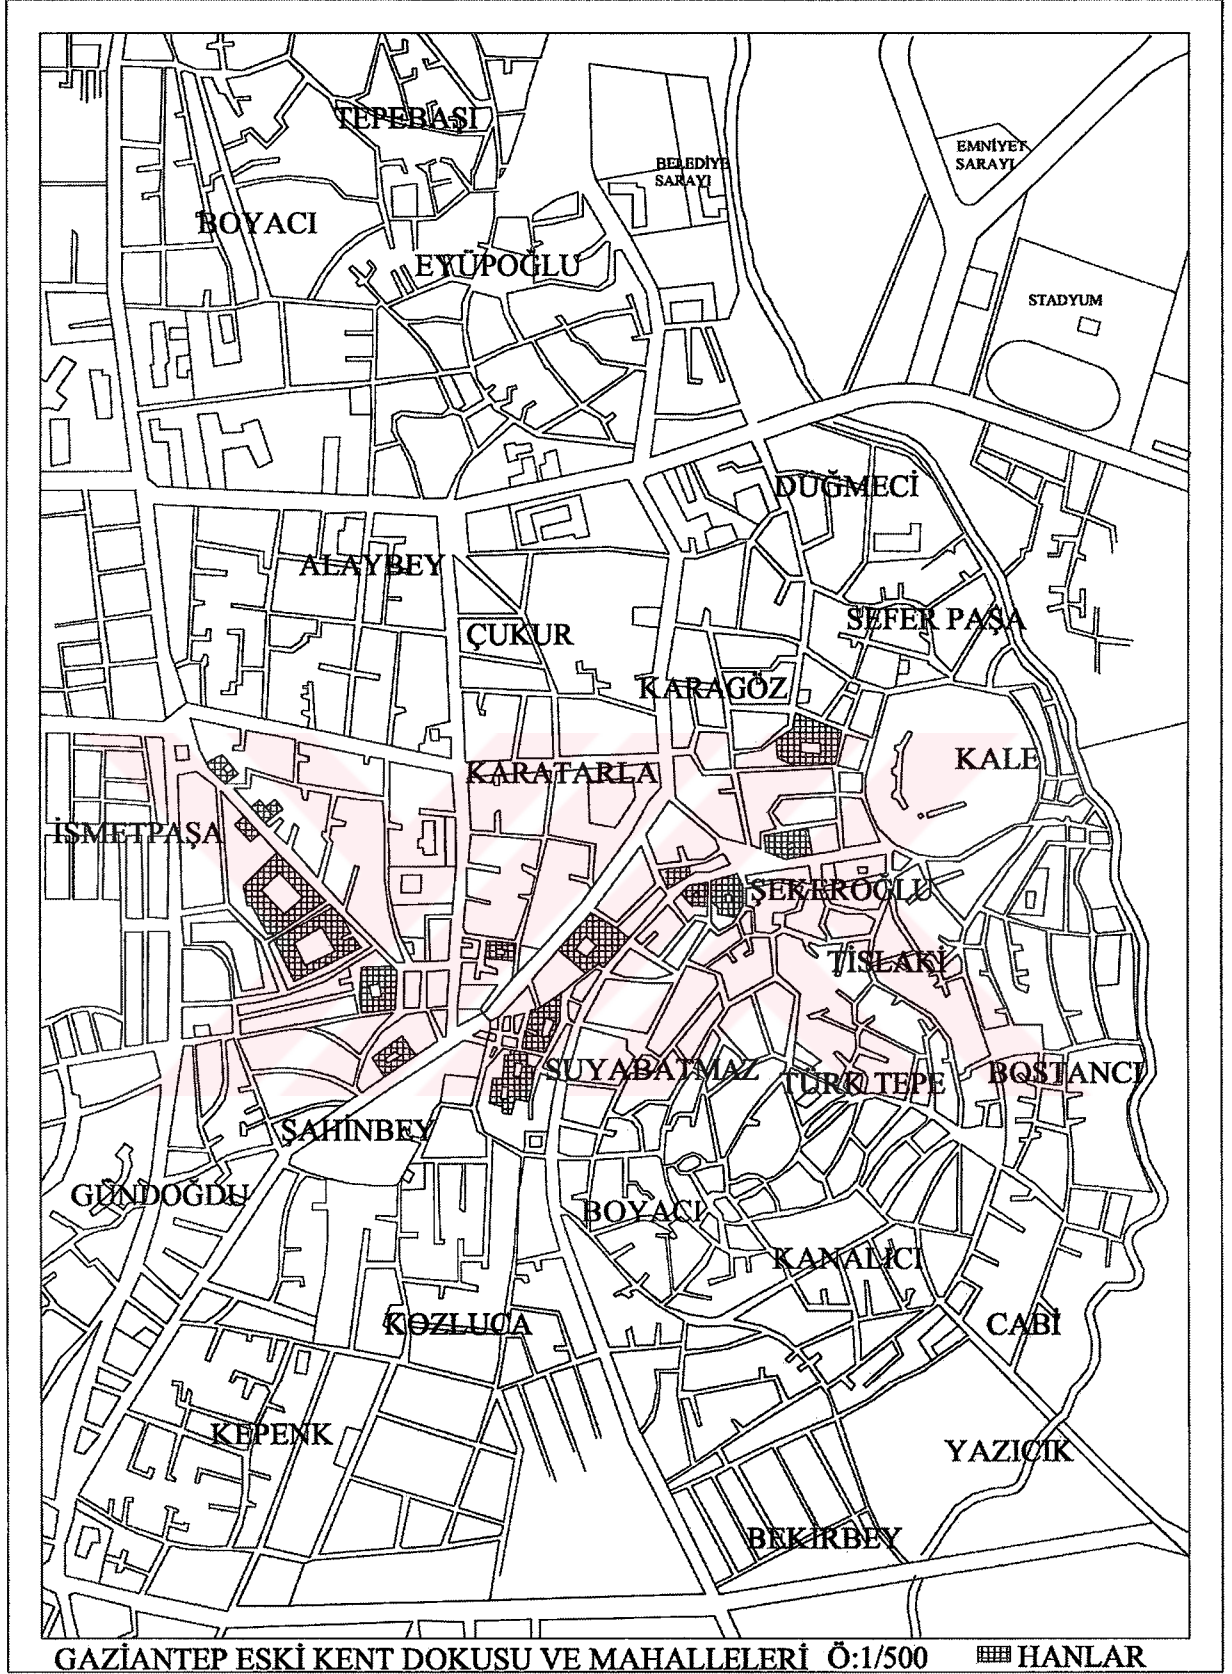 TEPEBAŞI
BELEDİYE
SARAYI
EMNİYET
SARAYI
BOYACI
EYÜPOĞLU
STADYUM
DÜĞMECİ
ALAYBEY
SEFER PAŞA
ÇUKUR
KARAGÖZ
KALE
KARATARLA
İSMETPAŞA
ŞEKEROĞLU
TİSLAKİ
SUYABATMAZ
TÜRK TEPE
BOSTANCI
ŞAHİNBEY
GÜNDOĞDU
BOYACI
KANALICI
KOZLUCA
CABİ
KEPENK
YAZICIK
BEKİRBEY
GAZİANTEP ESKİ KENT DOKUSU VE MAHALLELERİ Ö:1/500 HANLAR